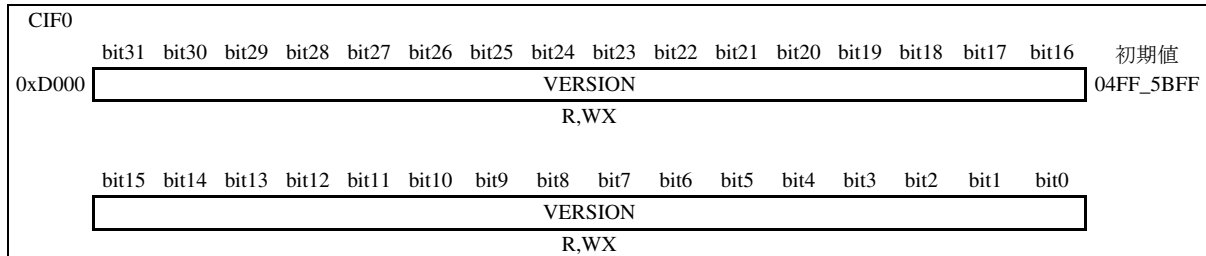 CIF0
bit31 bit30 bit29 bit28 bit27 bit26 bit25 bit24 bit23 bit22 bit21 bit20 bit19 bit18 bit17 bit16 初期値
0xD000 VERSION 04FF_5BFF
R,WX
bit15 bit14 bit13 bit12 bit11 bit10 bit9 bit8 bit7 bit6 bit5 bit4 bit3 bit2 bit1 bit0
VERSION
R,WX